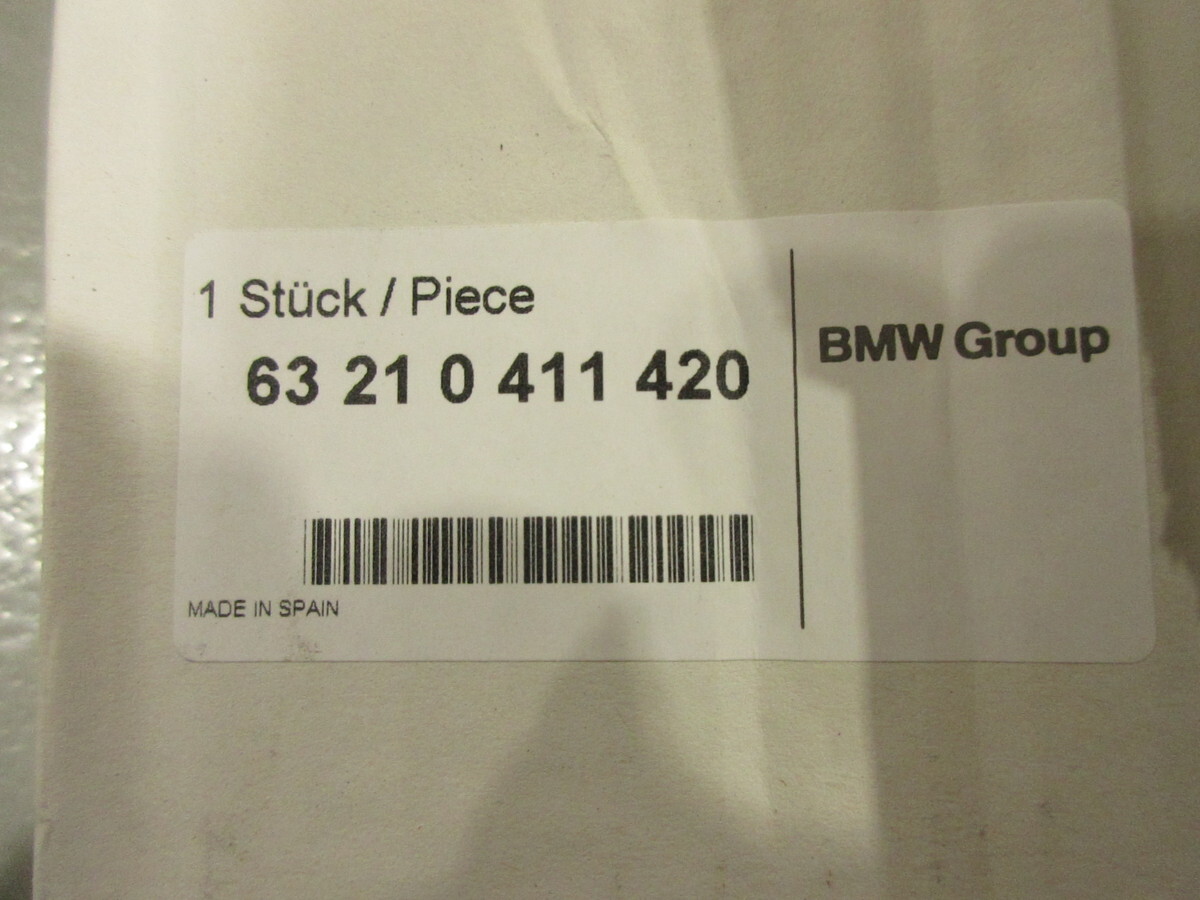 1 Stück / Piece
63 21 0 411 420
BMW Group
MADE IN SPAIN